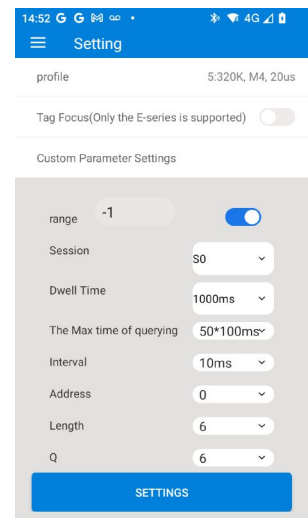 14:52 G G 4G
Setting
profile 5:320K, M4, 20us
Tag Focus(Only the E-series is supported)
Custom Parameter Settings
range -1
Session S0
Dwell Time 1000ms
The Max time of querying 50*100ms
Interval 10ms
Address 0
Length 6
Q 6
SETTINGS